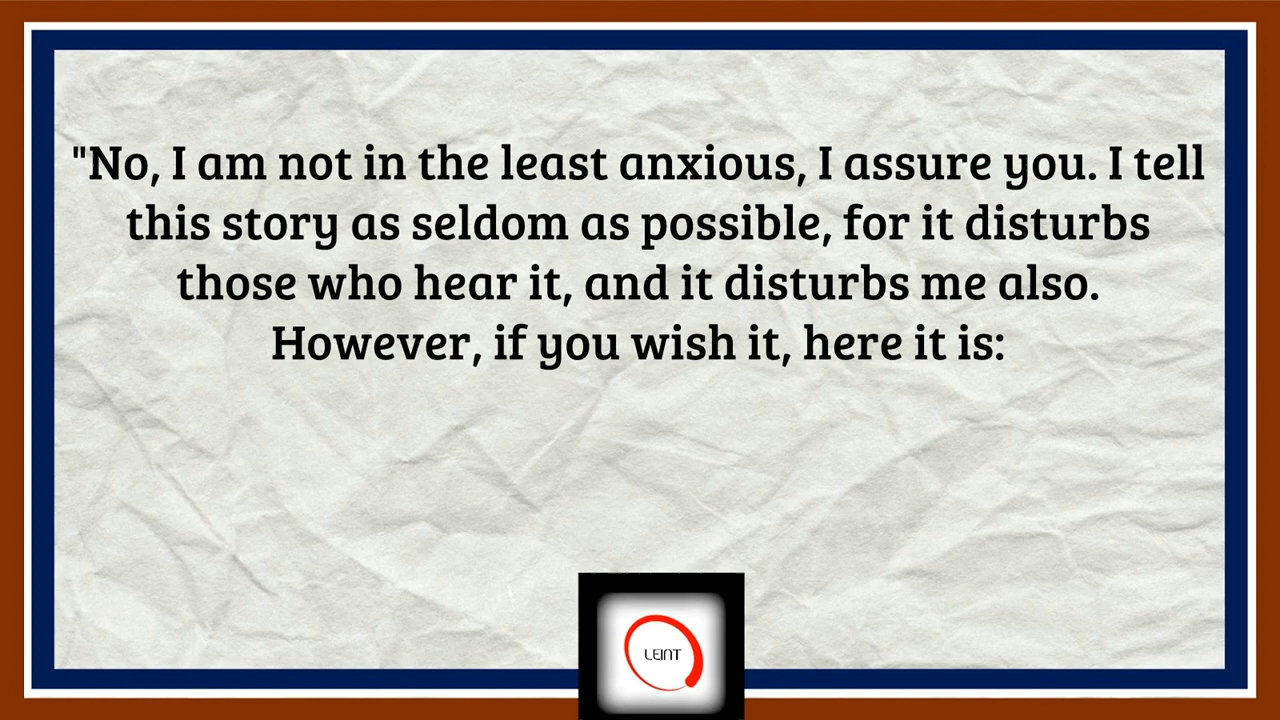 "No, I am not in the least anxious, I assure you. I tell
this story as seldom as possible, for it disturbs
those who hear it, and it disturbs me also.
However, if you wish it, here it is:
LEINT